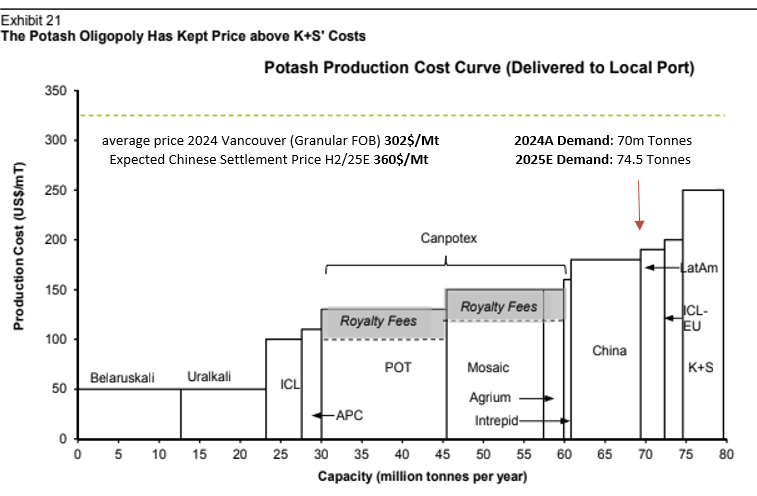 Exhibit 21
The Potash Oligopoly Has Kept Price above K+S' Costs
Potash Production Cost Curve (Delivered to Local Port)
Production Cost (US$/mT)
350
300
250
200
150
100
50
0
average price 2024 Vancouver (Granular FOB) 302$/Mt
Expected Chinese Settlement Price H2/25E 360$/Mt
2024A Demand: 70m Tonnes
2025E Demand: 74.5 Tonnes
Canpotex
Royalty Fees
Royalty Fees
Belaruskali
Uralkali
ICL
APC
POT
Mosaic
Agrium
Intrepid
China
LatAm
ICL-
EU
K+S
0 5 10 15 20 25 30 35 40 45 50 55 60 65 70 75 80
Capacity (million tonnes per year)